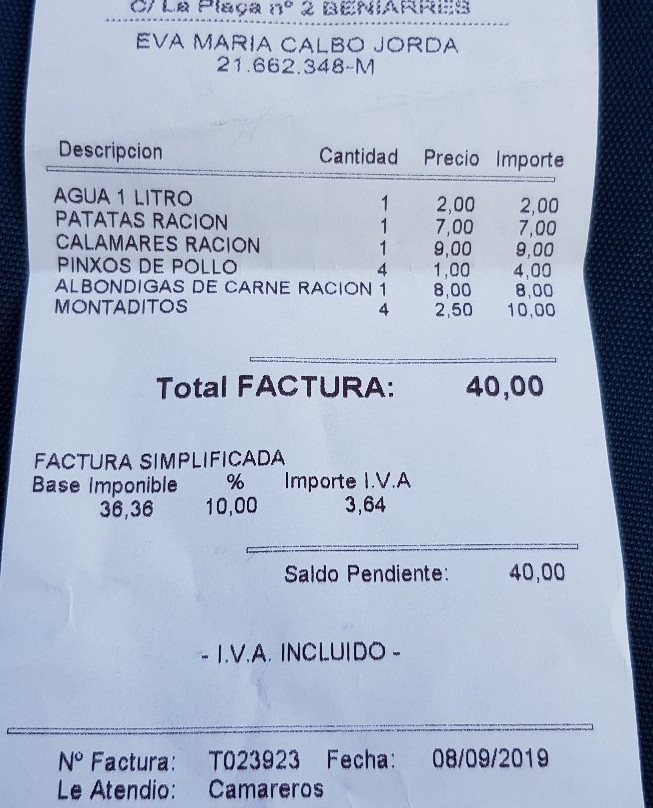 C/ La Plaça nº 2 BENIARRES
EVA MARIA CALBO JORDA
21.662.348-M
Descripcion Cantidad Precio Importe
AGUA 1 LITRO 1 2,00 2,00
PATATAS RACION 1 7,00 7,00
CALAMARES RACION 1 9,00 9,00
PINXOS DE POLLO 4 1,00 4,00
ALBONDIGAS DE CARNE RACION 1 8,00 8,00
MONTADITOS 4 2,50 10,00
Total FACTURA: 40,00
FACTURA SIMPLIFICADA
Base Imponible % Importe I.V.A
36,36 10,00 3,64
Saldo Pendiente: 40,00
- I.V.A. INCLUIDO -
Nº Factura: T023923 Fecha: 08/09/2019
Le Atendio: Camareros